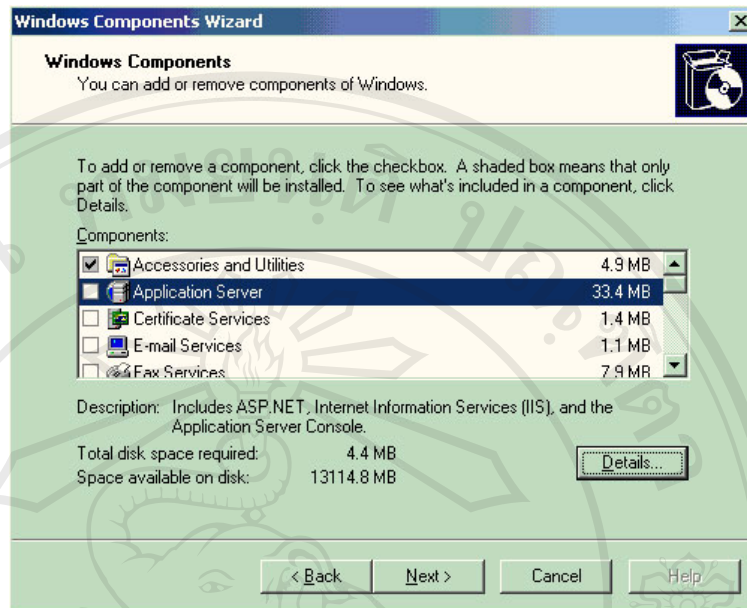 Windows Components Wizard
Windows Components
You can add or remove components of Windows.
To add or remove a component, click the checkbox. A shaded box means that only
part of the component will be installed. To see what's included in a component, click
Details.
Components:
Accessories and Utilities 4.9 MB
Application Server 33.4 MB
Certificate Services 1.4 MB
E-mail Services 1.1 MB
Fax Services 7.9 MB
Description: Includes ASP.NET, Internet Information Services (IIS), and the
Application Server Console.
Total disk space required: 4.4 MB
Space available on disk: 13114.8 MB
Details...
< Back Next > Cancel Help